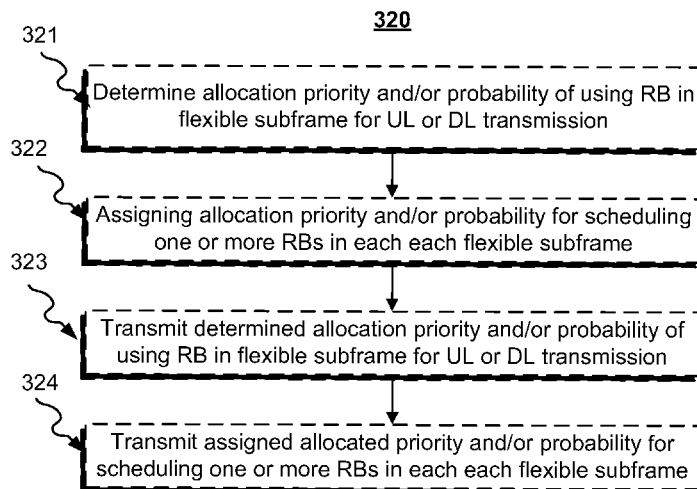 320
321
Determine allocation priority and/or probability of using RB in
flexible subframe for UL or DL transmission
322
Assigning allocation priority and/or probability for scheduling
one or more RBs in each each flexible subframe
323
Transmit determined allocation priority and/or probability of
using RB in flexible subframe for UL or DL transmission
324
Transmit assigned allocated priority and/or probability for
scheduling one or more RBs in each each flexible subframe